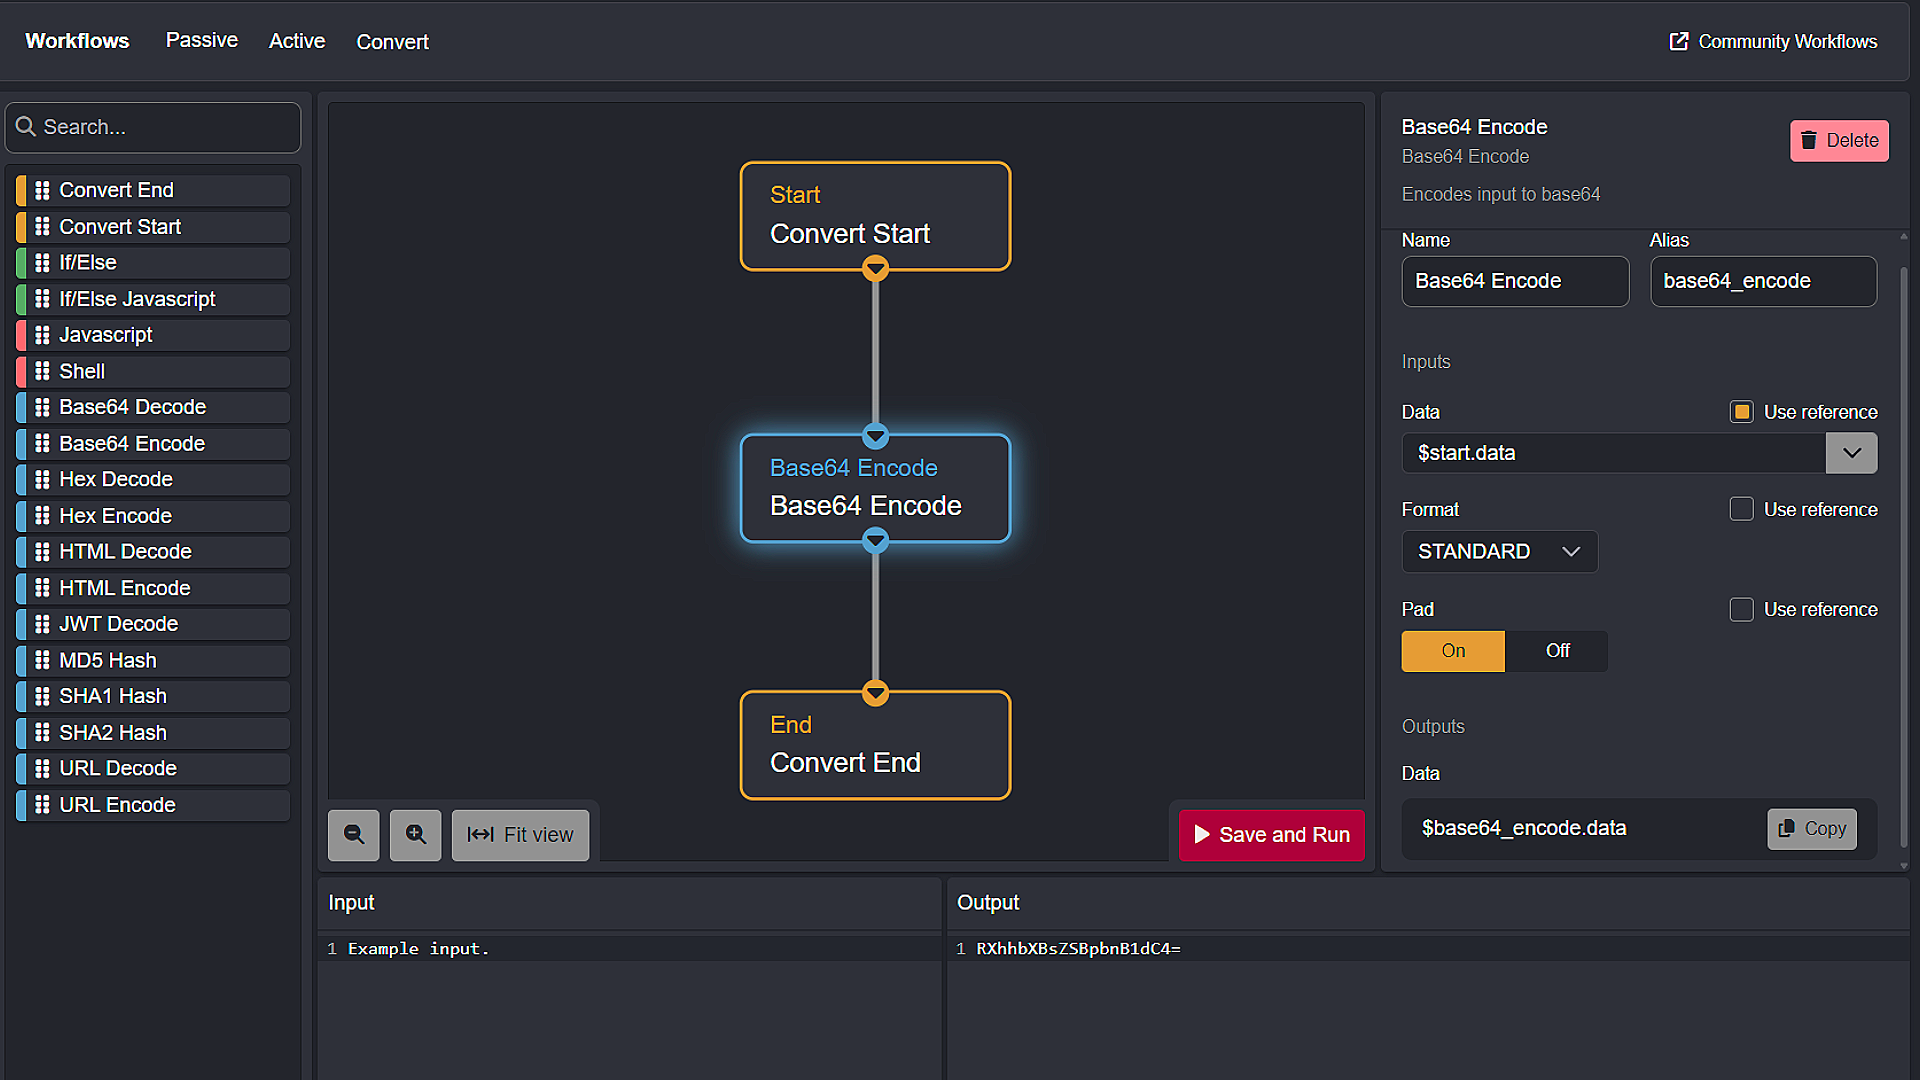 Workflows Passive Active Convert
Community Workflows
Search...
Convert End
Convert Start
If/Else
If/Else Javascript
Javascript
Shell
Base64 Decode
Base64 Encode
Hex Decode
Hex Encode
HTML Decode
HTML Encode
JWT Decode
MD5 Hash
SHA1 Hash
SHA2 Hash
URL Decode
URL Encode
Start
Convert Start
Base64 Encode
Base64 Encode
End
Convert End
Fit view
Save and Run
Base64 Encode
Delete
Base64 Encode
Encodes input to base64
Name Alias
Base64 Encode base64_encode
Inputs
Data Use reference
$start.data
Format Use reference
STANDARD
Pad Use reference
On Off
Outputs
Data
$base64_encode.data Copy
Input
1 Example input.
Output
1 RXhhbXBsZSBpbnB1dC4=